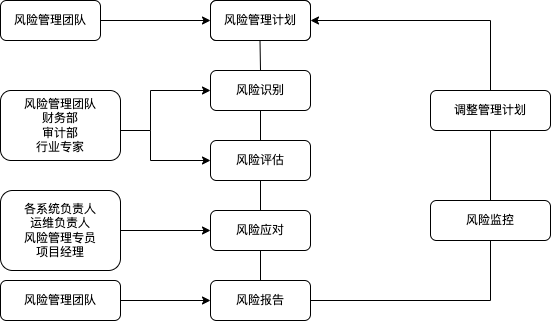 风险管理团队
风险管理计划
风险识别
风险管理团队
财务部
审计部
行业专家
调整管理计划
风险评估
各系统负责人
运维负责人
风险管理专员
项目经理
风险应对
风险监控
风险管理团队
风险报告